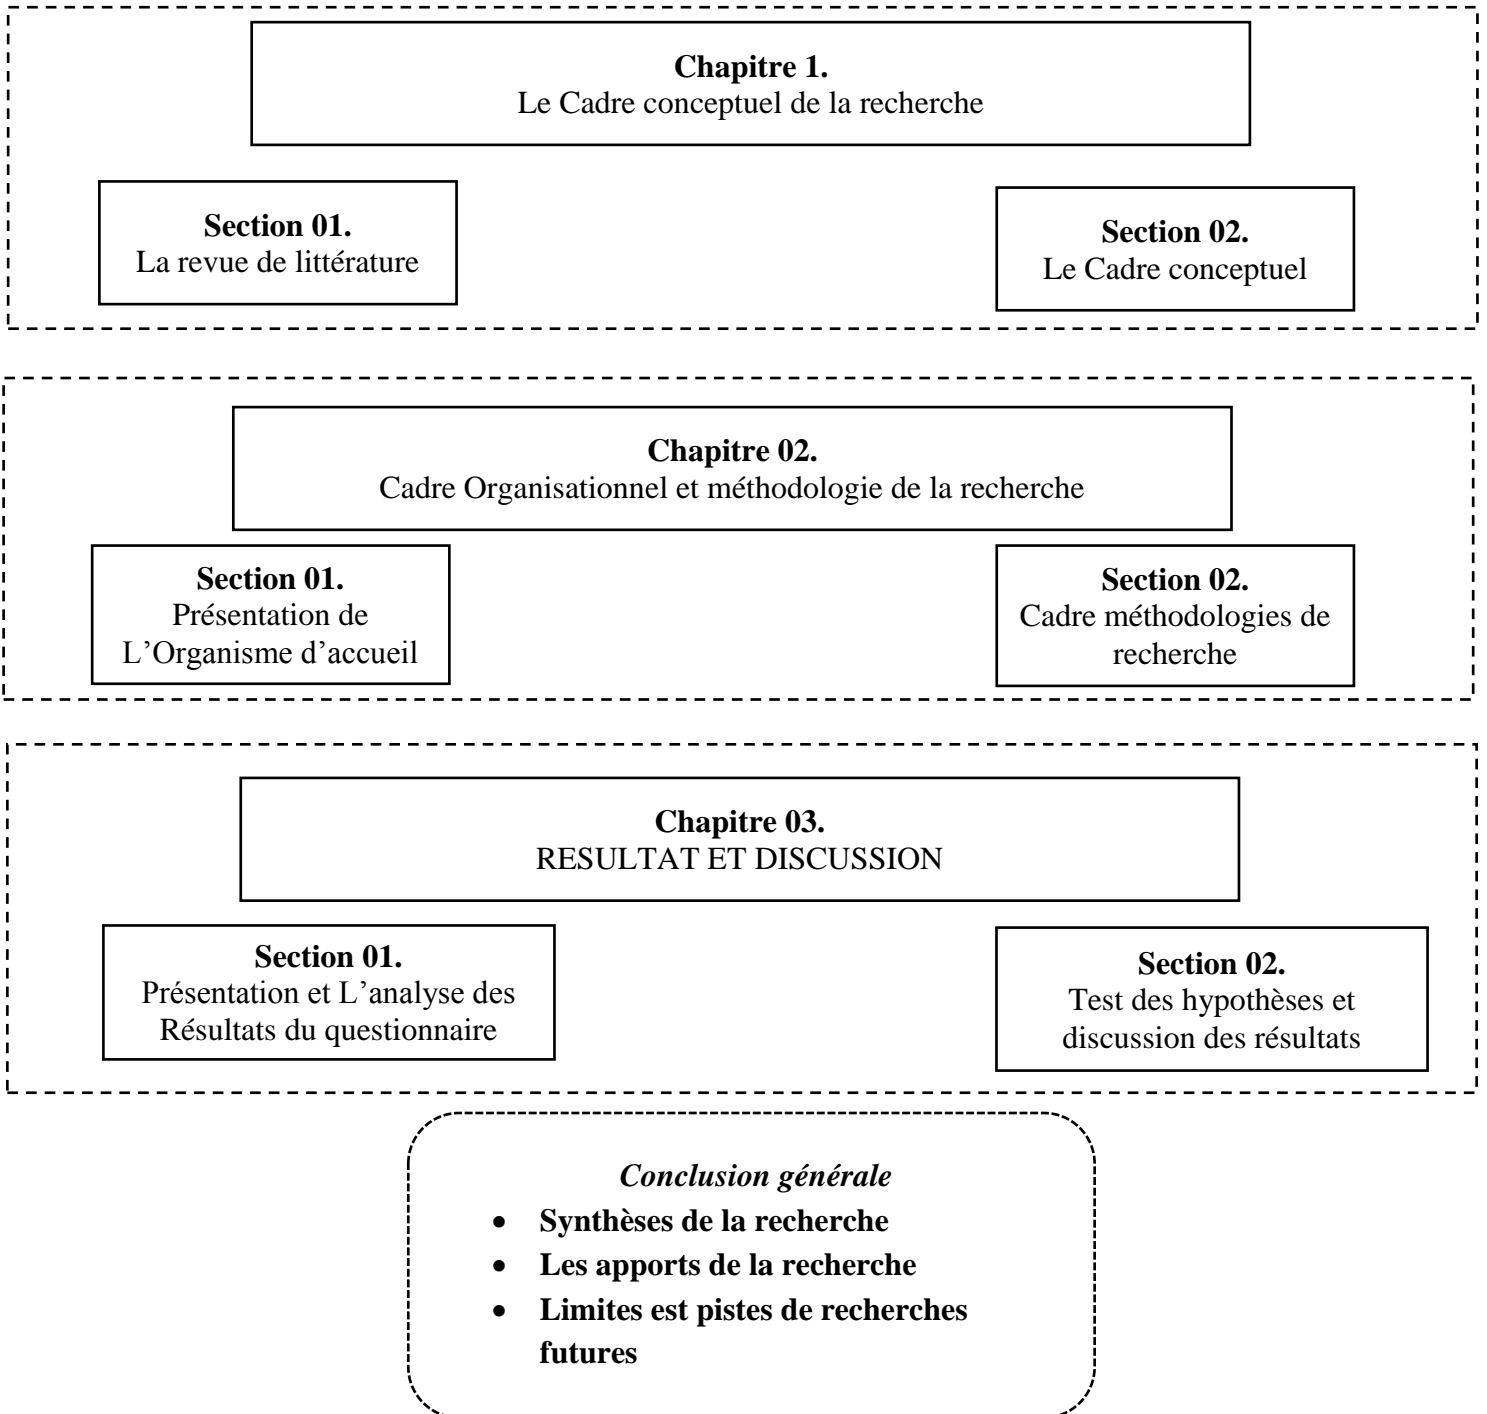 Chapitre 1.
Le Cadre conceptuel de la recherche
Section 01.
La revue de littérature
Section 02.
Le Cadre conceptuel
Chapitre 02.
Cadre Organisationnel et méthodologie de la recherche
Section 01.
Présentation de
L’Organisme d’accueil
Section 02.
Cadre méthodologies de
recherche
Chapitre 03.
RESULTAT ET DISCUSSION
Section 01.
Présentation et L’analyse des
Résultats du questionnaire
Section 02.
Test des hypothèses et
discussion des résultats
Conclusion générale
• Synthèses de la recherche
• Les apports de la recherche
• Limites est pistes de recherches
futures